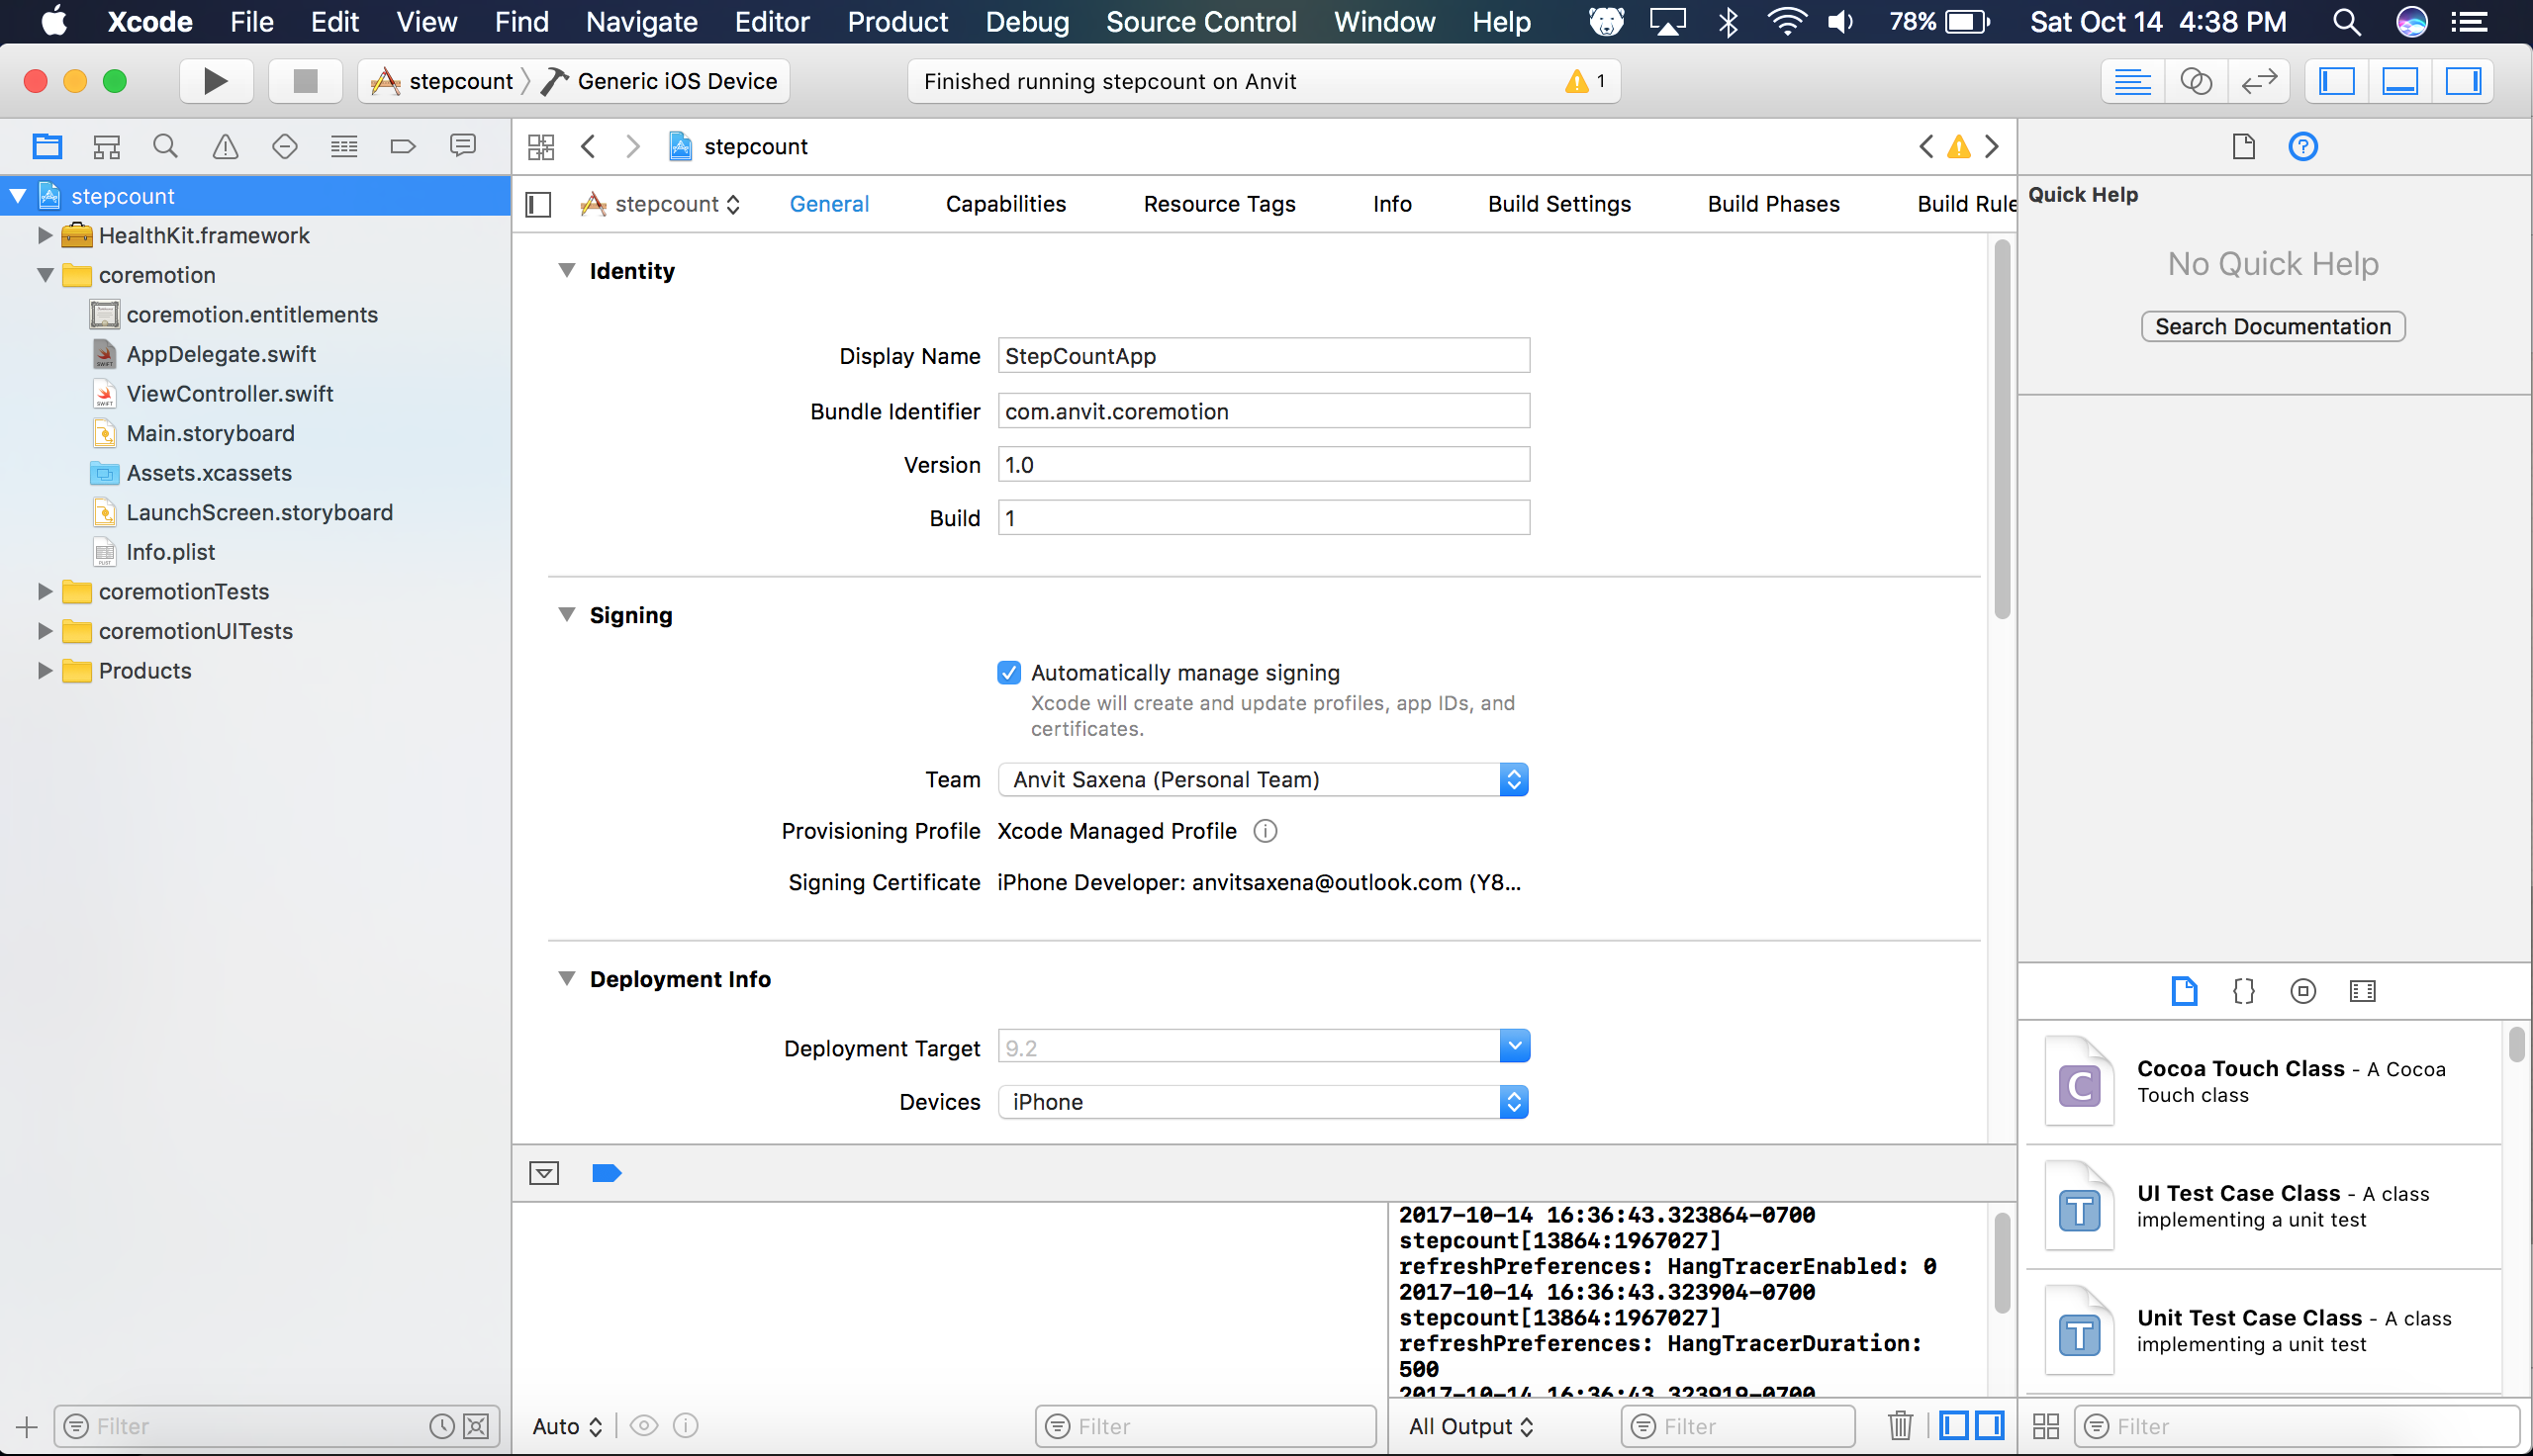 Xcode File Edit View Find Navigate Editor Product Debug Source Control Window Help 78% Sat Oct 14 4:38 PM
stepcount Generic iOS Device
Finished running stepcount on Anvit 1
stepcount
HealthKit.framework
coremotion
coremotion.entitlements
AppDelegate.swift
ViewController.swift
Main.storyboard
Assets.xcassets
LaunchScreen.storyboard
Info.plist
coremotionTests
coremotionUITests
Products
Filter
stepcount
stepcount General Capabilities Resource Tags Info Build Settings Build Phases Build Rule
Identity
Display Name StepCountApp
Bundle Identifier com.anvit.coremotion
Version 1.0
Build 1
Signing
Automatically manage signing
Xcode will create and update profiles, app IDs, and
certificates.
Team Anvit Saxena (Personal Team)
Provisioning Profile Xcode Managed Profile
Signing Certificate iPhone Developer: anvitsaxena@outlook.com (Y8...
Deployment Info
Deployment Target 9.2
Devices iPhone
Auto Filter
2017-10-14 16:36:43.323864-0700
stepcount[13864:1967027]
refreshPreferences: HangTracerEnabled: 0
2017-10-14 16:36:43.323904-0700
stepcount[13864:1967027]
refreshPreferences: HangTracerDuration:
500
2017-10-14 16:36:43.323919-0700
All Output Filter
Quick Help
No Quick Help
Search Documentation
C
Cocoa Touch Class - A Cocoa
Touch class
T
UI Test Case Class - A class
implementing a unit test
T
Unit Test Case Class - A class
implementing a unit test
Filter